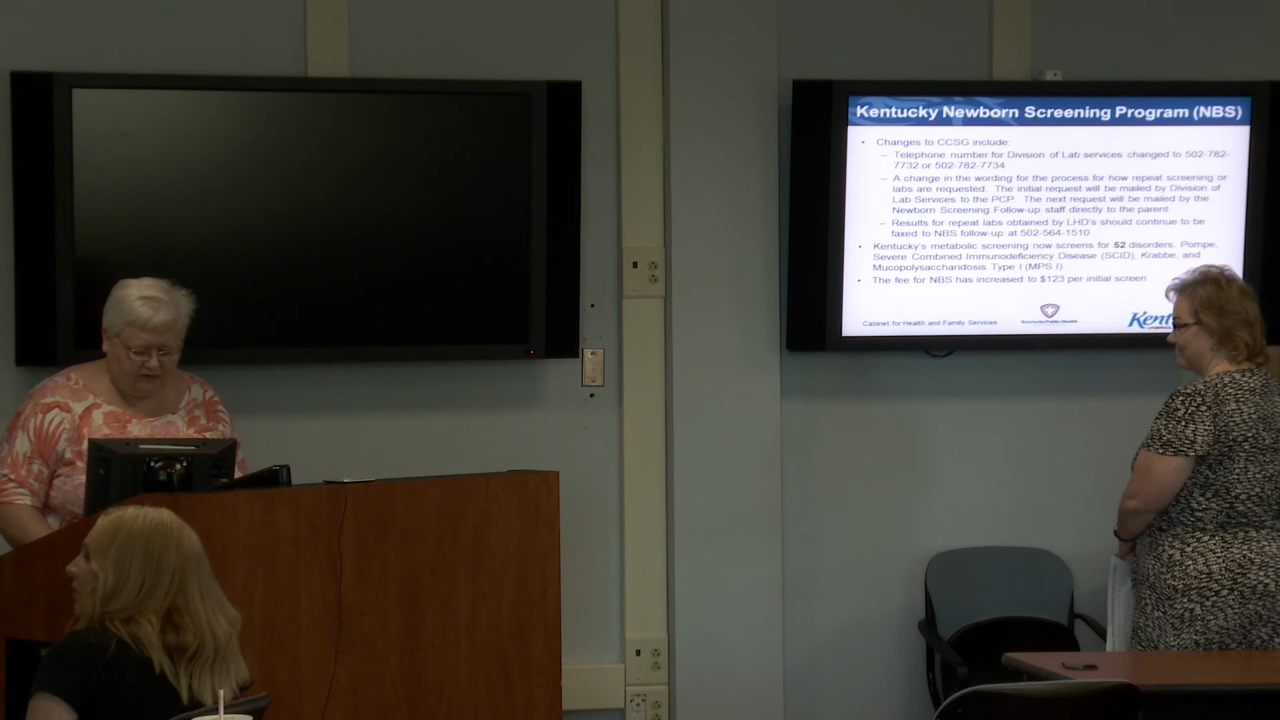 Kentucky Newborn Screening Program (NBS)
• Changes to CCSG include:
– Telephone number for Division of Lab services changed to 502-782-
7732 or 502-782-7734
– A change in the wording for the process for how repeat screening or
labs are requested. The initial request will be mailed by Division of
Lab Services to the PCP. The next request will be mailed by the
Newborn Screening Follow-up staff directly to the parent
– Results for repeat labs obtained by LHD's should continue to be
faxed to NBS follow-up at 502-564-1510
• Kentucky's metabolic screening now screens for 52 disorders. Pompe,
Severe Combined Immunodeficiency Disease (SCID), Krabbe, and
Mucopolysaccharidosis Type I (MPS I)
• The fee for NBS has increased to $123 per initial screen
Cabinet for Health and Family Services
Kentucky Public Health
Kent